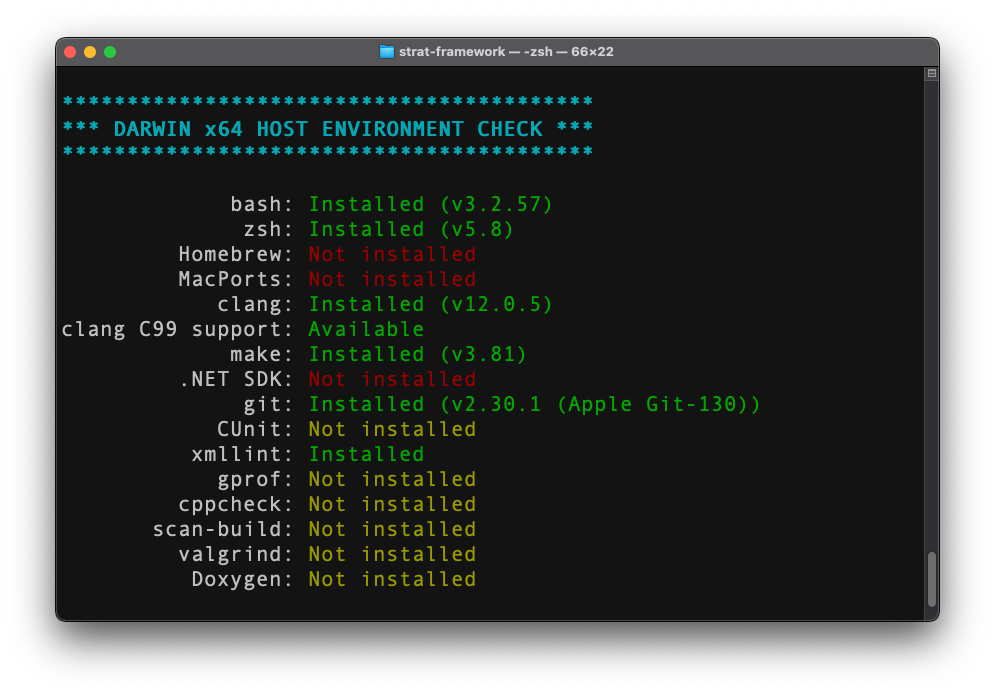 strat-framework — -zsh — 66×22
*****************************************
*** DARWIN x64 HOST ENVIRONMENT CHECK ***
*****************************************
bash: Installed (v3.2.57)
zsh: Installed (v5.8)
Homebrew: Not installed
MacPorts: Not installed
clang: Installed (v12.0.5)
clang C99 support: Available
make: Installed (v3.81)
.NET SDK: Not installed
git: Installed (v2.30.1 (Apple Git-130))
CUnit: Not installed
xmllint: Installed
gprof: Not installed
cppcheck: Not installed
scan-build: Not installed
valgrind: Not installed
Doxygen: Not installed